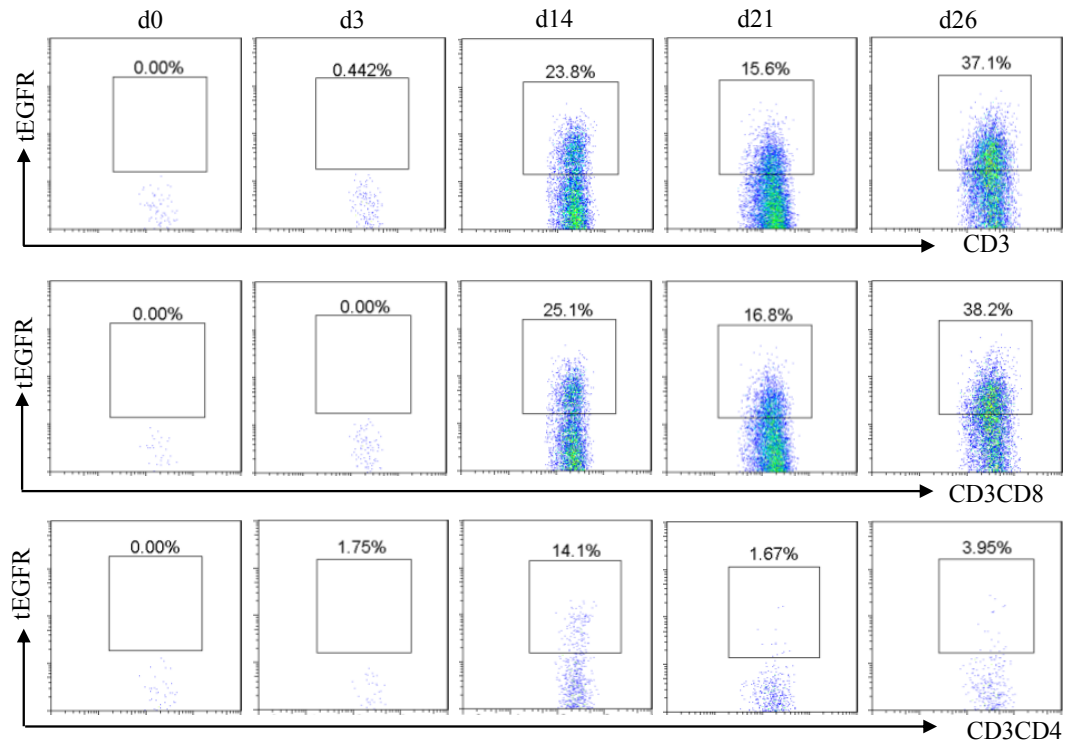 d0 d3 d14 d21 d26
tEGFR 0.00% 0.442% 23.8% 15.6% 37.1%
CD3
tEGFR 0.00% 0.00% 25.1% 16.8% 38.2%
CD3CD8
tEGFR 0.00% 1.75% 14.1% 1.67% 3.95%
CD3CD4